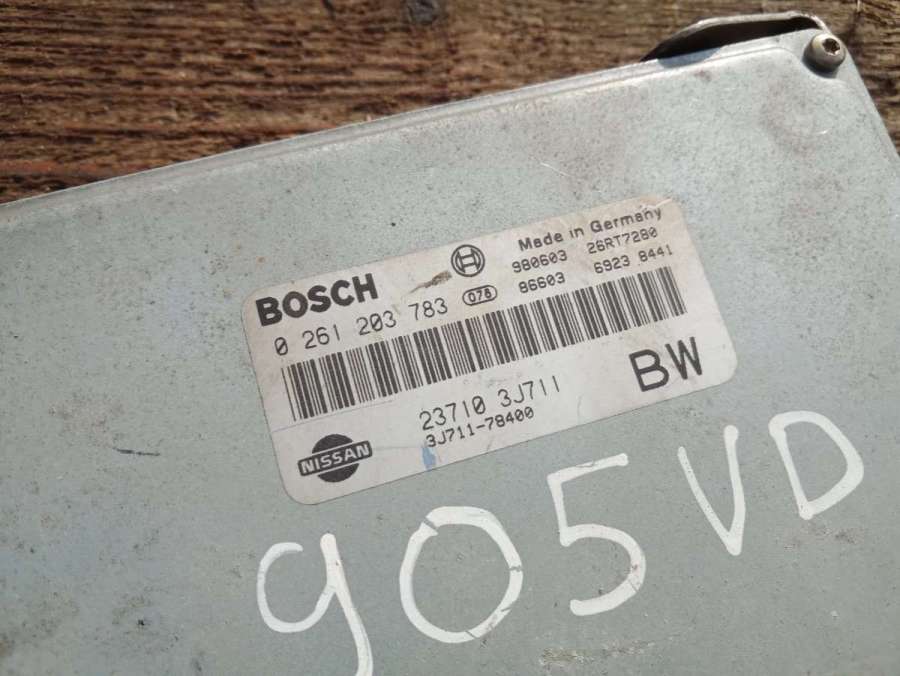 BOSCH
Made in Germany
980603 26RT7280
0 261 203 783 078 86603 6923 8441
23710 3J711
3J711-78400
BW
NISSAN
905VD